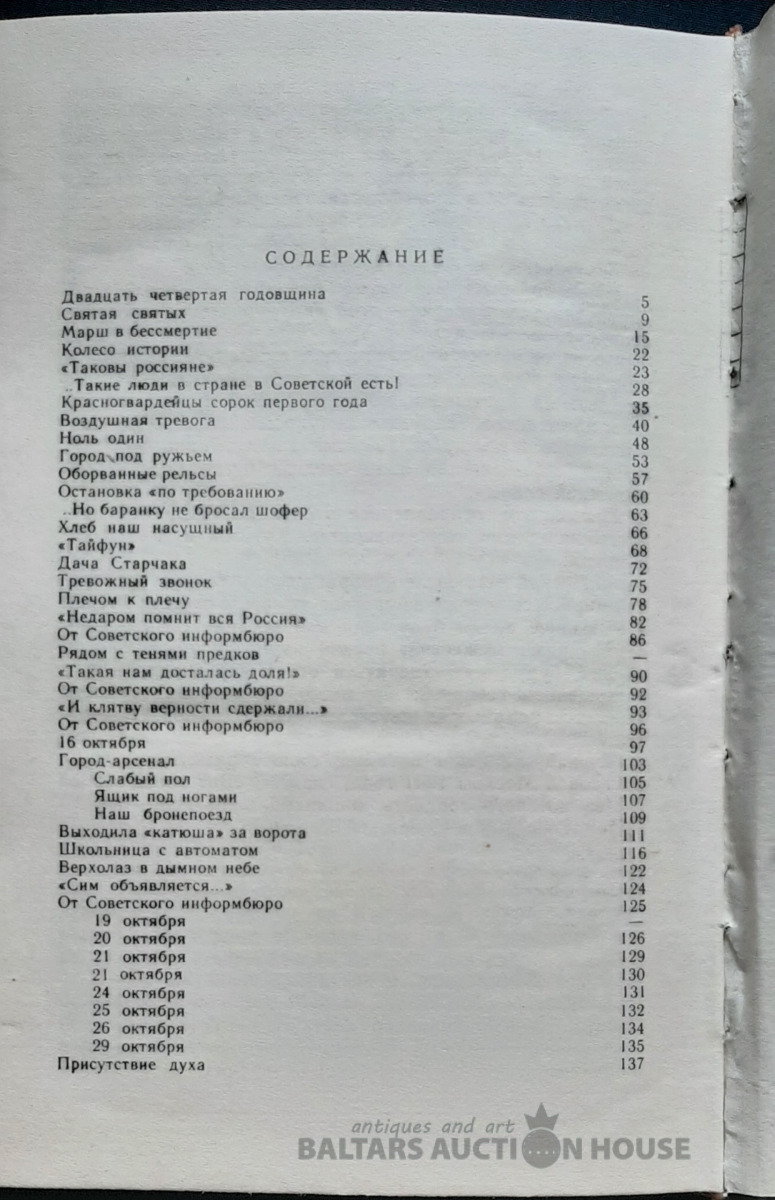 СОДЕРЖАНИЕ
Двадцать четвертая годовщина 5
Святая святых 9
Марш в бессмертие 15
Колесо истории 22
«Таковы россияне» 23
..Такие люди в стране в Советской есть! 28
Красногвардейцы сорок первого года 35
Воздушная тревога 40
Ноль один 48
Город под ружьем 53
Оборванные рельсы 57
Остановка «по требованию» 60
..Но баранку не бросал шофер 63
Хлеб наш насущный 66
«Тайфун» 68
Дача Старчака 72
Тревожный звонок 75
Плечом к плечу 78
«Недаром помнит вся Россия» 82
От Советского информбюро 86
Рядом с тенями предков —
«Такая нам досталась доля!» 90
От Советского информбюро 92
«И клятву верности сдержали...» 93
От Советского информбюро 96
16 октября 97
Город-арсенал 103
Слабый пол 105
Ящик под ногами 107
Наш бронепоезд 109
Выходила «катюша» за ворота 111
Школьница с автоматом 116
Верхолаз в дымном небе 122
«Сим объявляется...» 124
От Советского информбюро 125
19 октября —
20 октября 126
21 октября 129
21 октября 130
24 октября 131
25 октября 132
26 октября 134
29 октября 135
Присутствие духа 137
antiques and art
BALTARS AUCTION HOUSE